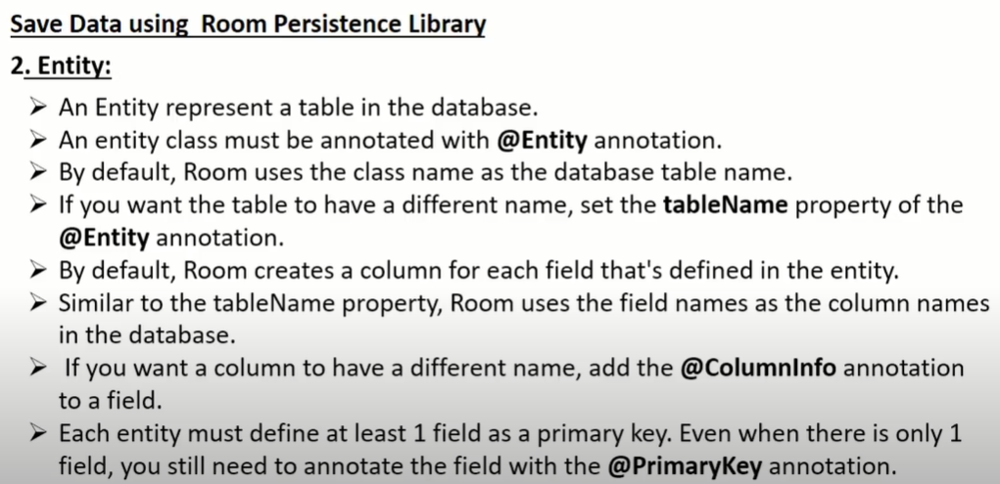 Save Data using  Room Persistence Library
2. Entity:
➢ An Entity represent a table in the database.
➢ An entity class must be annotated with @Entity annotation.
➢ By default, Room uses the class name as the database table name.
➢ If you want the table to have a different name, set the tableName property of the
@Entity annotation.
➢ By default, Room creates a column for each field that's defined in the entity.
➢ Similar to the tableName property, Room uses the field names as the column names
in the database.
➢ If you want a column to have a different name, add the @ColumnInfo annotation
to a field.
➢ Each entity must define at least 1 field as a primary key. Even when there is only 1
field, you still need to annotate the field with the @PrimaryKey annotation.